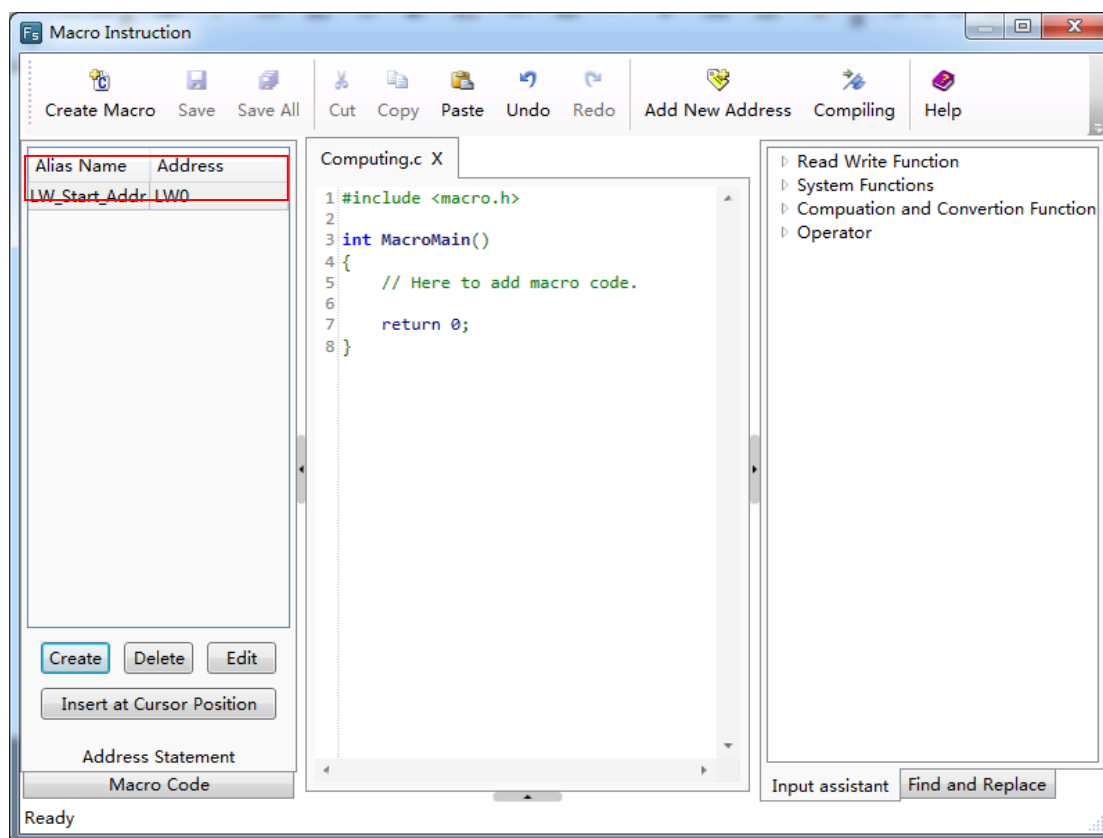 Fs Macro Instruction
Create Macro Save Save All Cut Copy Paste Undo Redo Add New Address Compiling Help
Alias Name Address
LW_Start_Addr LW0
Computing.c X
1 #include <macro.h>
2
3 int MacroMain()
4 {
5 // Here to add macro code.
6
7 return 0;
8 }
Read Write Function
System Functions
Compuation and Convertion Function
Operator
Create Delete Edit
Insert at Cursor Position
Address Statement
Macro Code
Input assistant Find and Replace
Ready